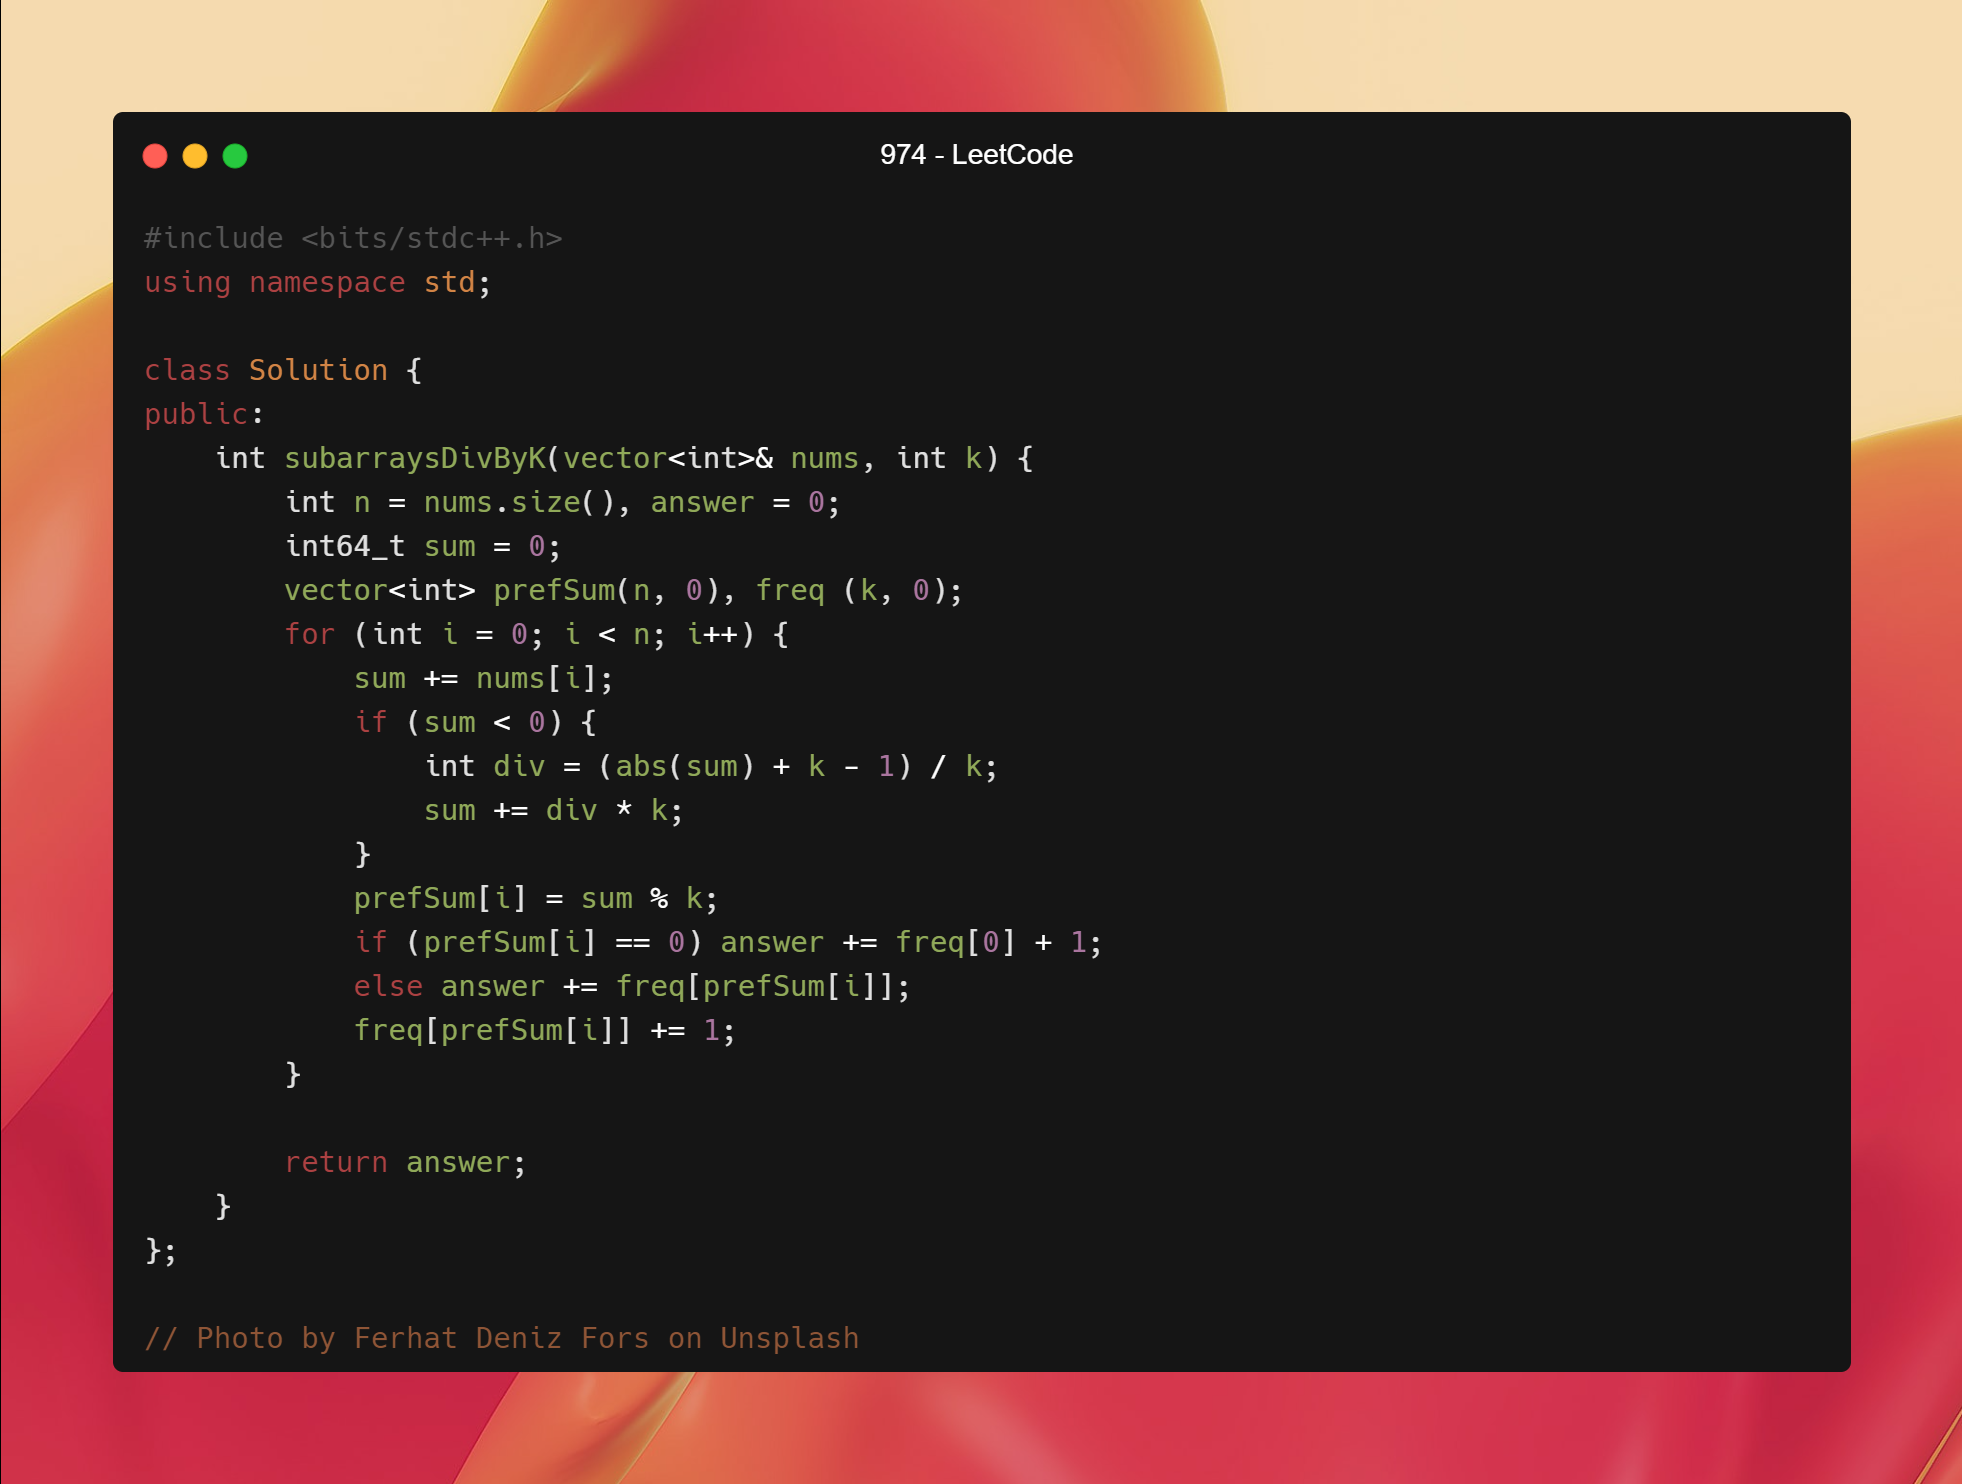 974 - LeetCode
#include <bits/stdc++.h>
using namespace std;
class Solution {
public:
    int subarraysDivByK(vector<int>& nums, int k) {
        int n = nums.size(), answer = 0;
        int64_t sum = 0;
        vector<int> prefSum(n, 0), freq (k, 0);
        for (int i = 0; i < n; i++) {
            sum += nums[i];
            if (sum < 0) {
                int div = (abs(sum) + k - 1) / k;
                sum += div * k;
            }
            prefSum[i] = sum % k;
            if (prefSum[i] == 0) answer += freq[0] + 1;
            else answer += freq[prefSum[i]];
            freq[prefSum[i]] += 1;
        }
        return answer;
    }
};
// Photo by Ferhat Deniz Fors on Unsplash